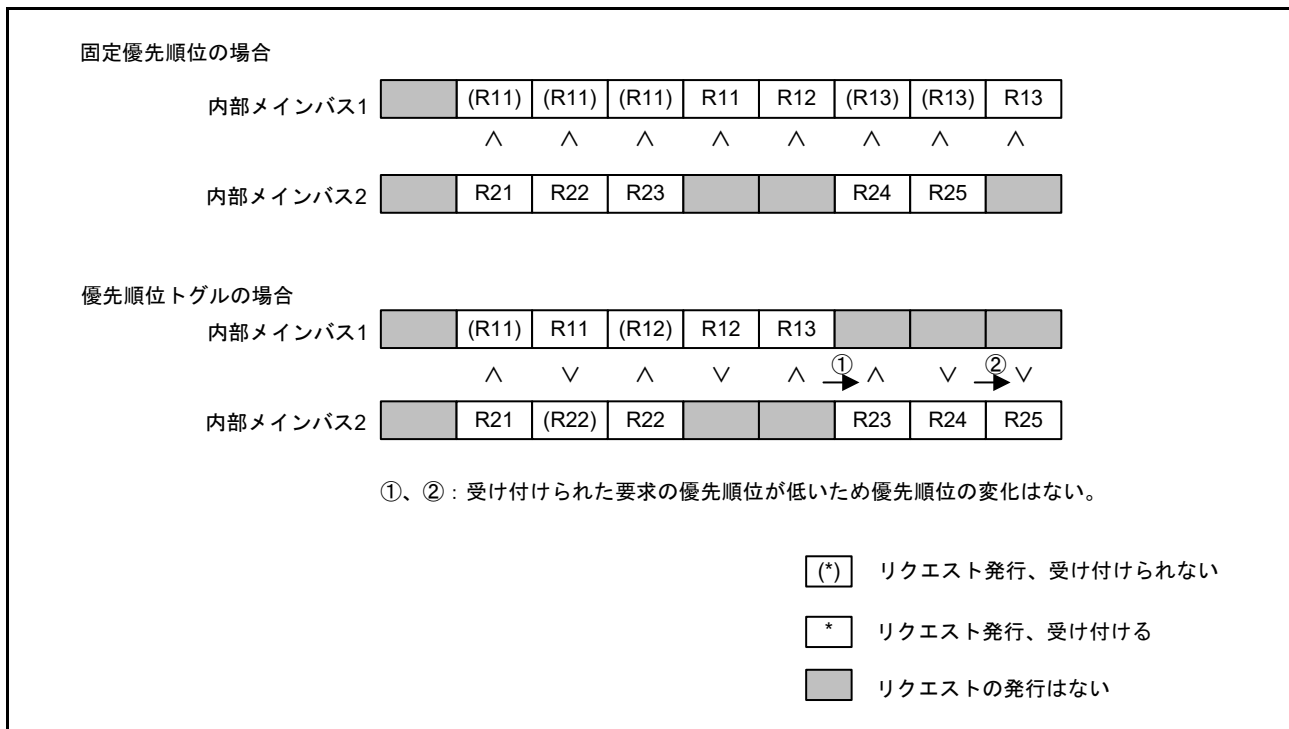 固定優先順位の場合
内部メインバス1 (R11) (R11) (R11) R11 R12 (R13) (R13) R13
∧ ∧ ∧ ∧ ∧ ∧ ∧ ∧
内部メインバス2 R21 R22 R23 R24 R25
優先順位トグルの場合
内部メインバス1 (R11) R11 (R12) R12 R13
∧ ∨ ∧ ∨ ∧ ① ∧ ∨ ② ∨
内部メインバス2 R21 (R22) R22 R23 R24 R25
①、②：受け付けられた要求の優先順位が低いため優先順位の変化はない。
(*) リクエスト発行、受け付けられない
* リクエスト発行、受け付ける
リクエストの発行はない